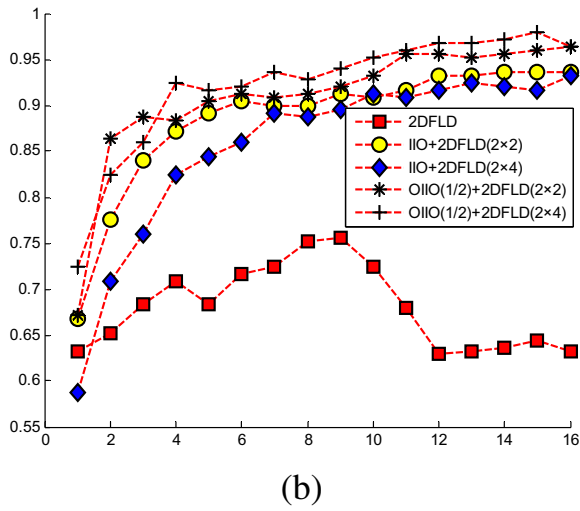 1
0.95
0.9
0.85
0.8
0.75
0.7
0.65
0.6
0.55
2DFLD
IIO+2DFLD(2×2)
IIO+2DFLD(2×4)
OIIO(1/2)+2DFLD(2×2)
OIIO(1/2)+2DFLD(2×4)
0 2 4 6 8 10 12 14 16
(b)